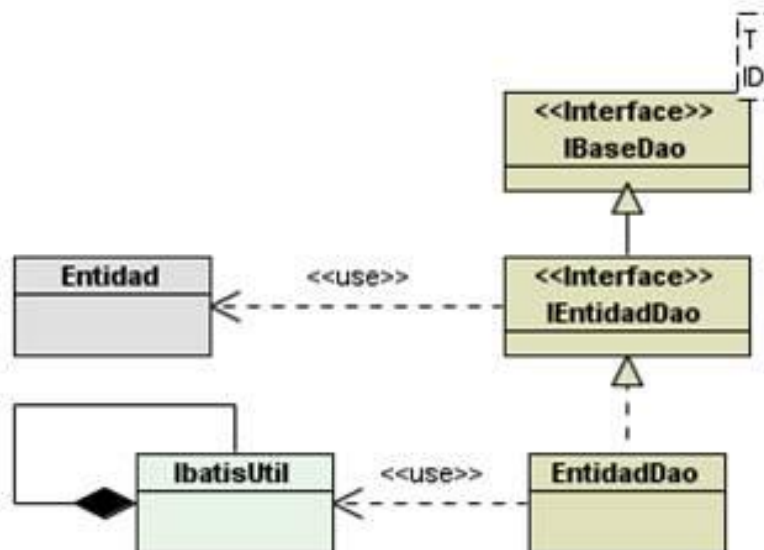 T
ID
<<Interface>>
IBaseDao
Entidad
<<use>>
<<Interface>>
IEntidadDao
IbatisUtil
<<use>>
EntidadDao